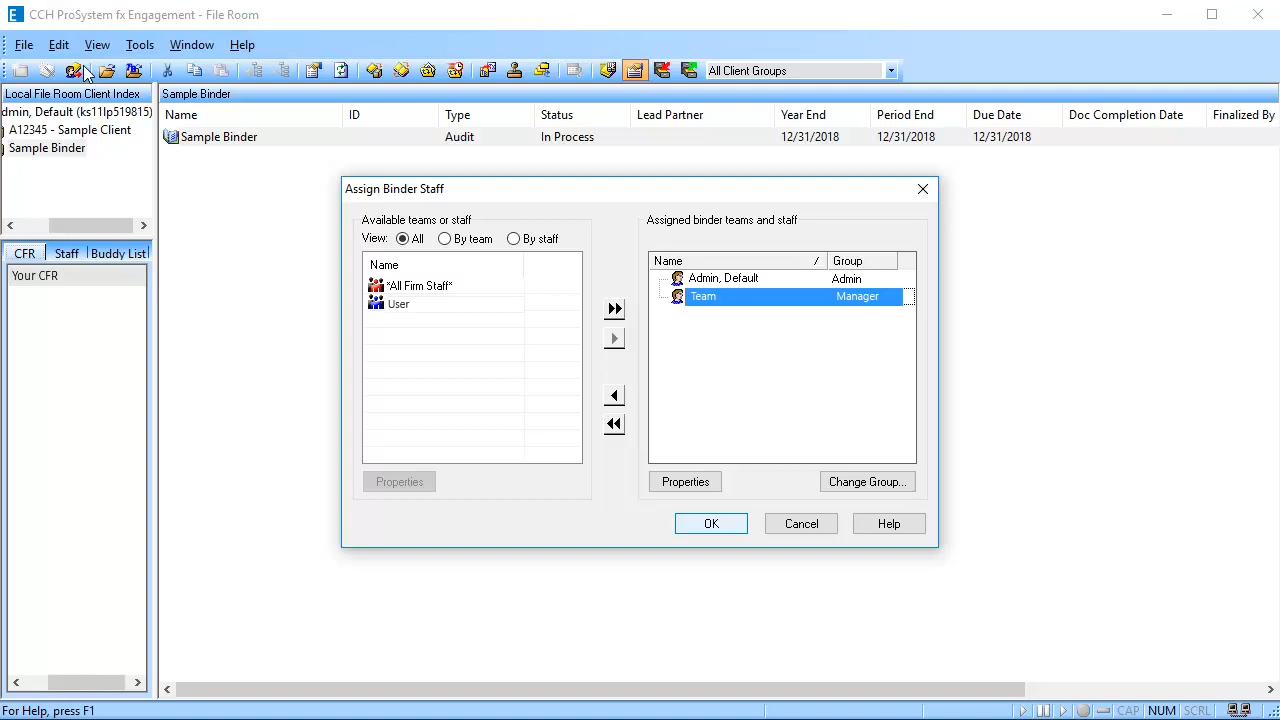 CCH ProSystem fx Engagement - File Room
File Edit View Tools Window Help
All Client Groups
Local File Room Client Index
dmin, Default (ks11lp519815)
A12345 - Sample Client
Sample Binder
CFR Staff Buddy List
Your CFR
Sample Binder
Name ID Type Status Lead Partner Year End Period End Due Date Doc Completion Date Finalized By
Sample Binder Audit In Process 12/31/2018 12/31/2018 12/31/2018
Assign Binder Staff
Available teams or staff
View: All By team By staff
Name
*All Firm Staff*
User
Properties
Assigned binder teams and staff
Name Group
Admin, Default Admin
Team Manager
Properties Change Group...
OK Cancel Help
For Help, press F1
CAP NUM SCRL